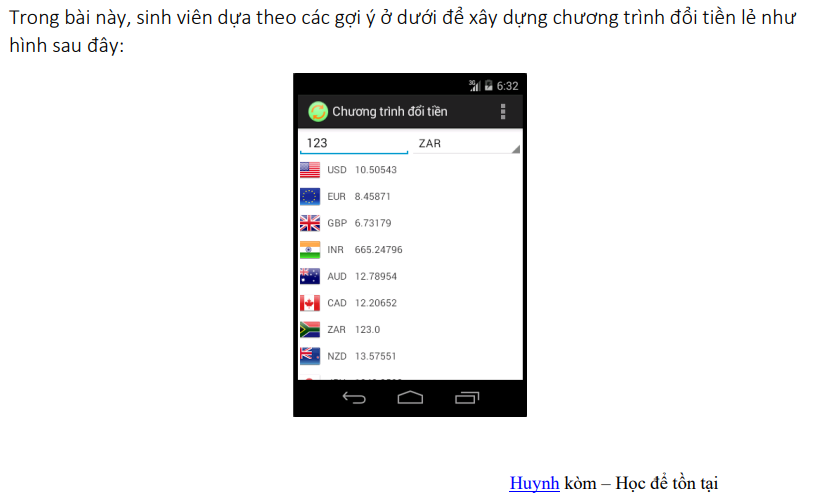 Trong bài này, sinh viên dựa theo các gợi ý ở dưới để xây dựng chương trình đổi tiền lẻ như
hình sau đây:
3G 6:32
Chương trình đổi tiền
123 ZAR
USD 10.50543
EUR 8.45871
GBP 6.73179
INR 665.24796
AUD 12.78954
CAD 12.20652
ZAR 123.0
NZD 13.57551
Huynh kòm – Học để tồn tại